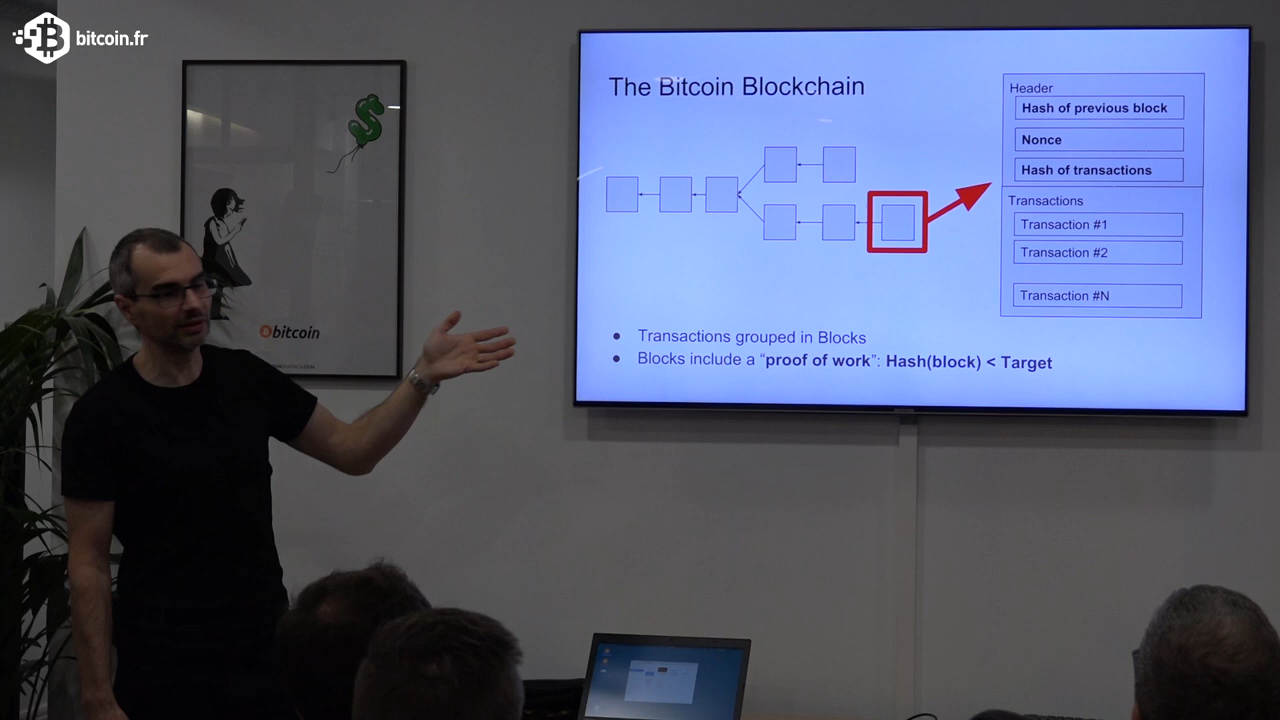 bitcoin.fr
bitcoin
The Bitcoin Blockchain
Header
Hash of previous block
Nonce
Hash of transactions
Transactions
Transaction #1
Transaction #2
Transaction #N
● Transactions grouped in Blocks
● Blocks include a “proof of work”: Hash(block) < Target